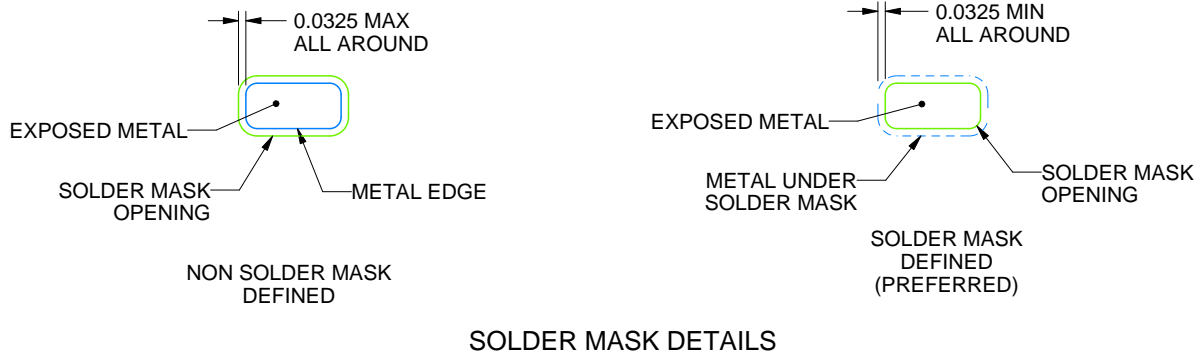 0.0325 MAX
ALL AROUND
EXPOSED METAL
SOLDER MASK
OPENING
METAL EDGE
NON SOLDER MASK
DEFINED
0.0325 MIN
ALL AROUND
EXPOSED METAL
METAL UNDER
SOLDER MASK
SOLDER MASK
OPENING
SOLDER MASK
DEFINED
(PREFERRED)
SOLDER MASK DETAILS